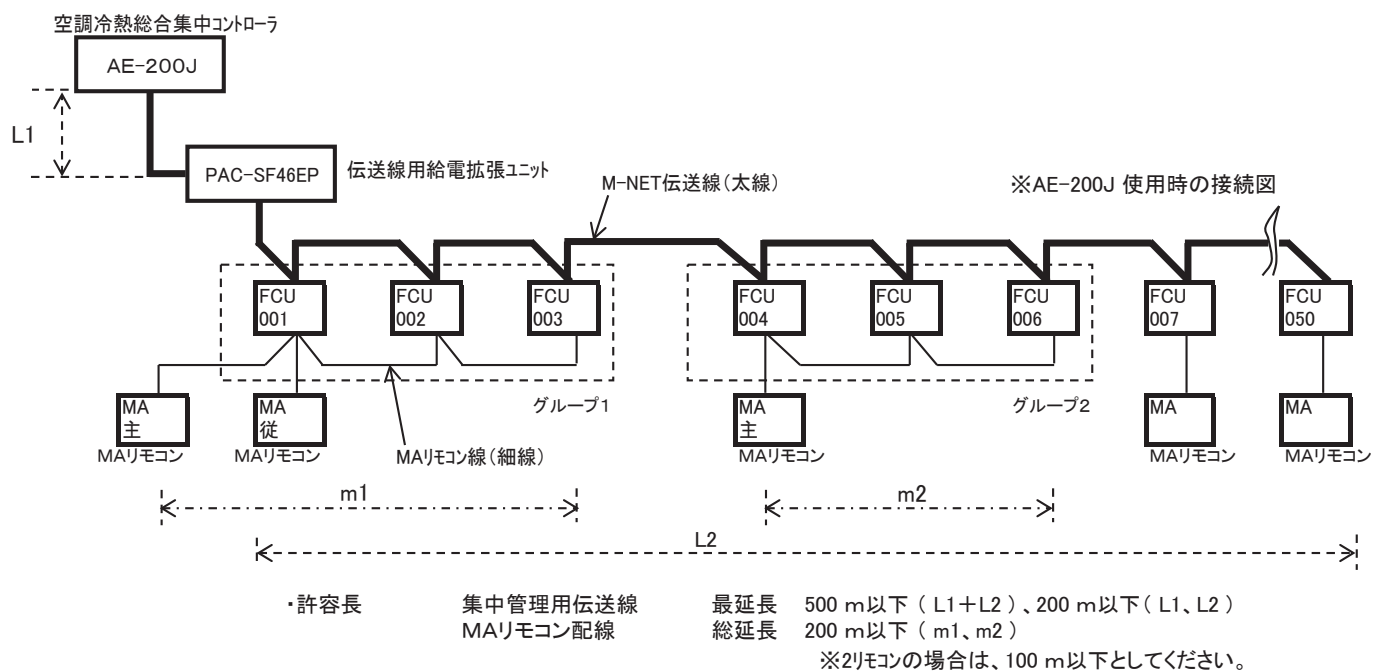 空調冷熱総合集中コントローラ
AE-200J
L1
PAC-SF46EP
伝送線用給電拡張ユニット
M-NET伝送線(太線)
※AE-200J 使用時の接続図
FCU
001
FCU
002
FCU
003
FCU
004
FCU
005
FCU
006
FCU
007
FCU
050
グループ1
グループ2
MA
主
MA
従
MA
主
MA
MA
MAリモコン
MAリモコン
MAリモコン線(細線)
MAリモコン
MAリモコン
MAリモコン
m1
m2
L2
・許容長 集中管理用伝送線 最延長 500 m以下 ( L1+L2 )、200 m以下( L1、L2 )
MAリモコン配線 総延長 200 m以下 ( m1、m2 )
※2リモコンの場合は、100 m以下としてください。